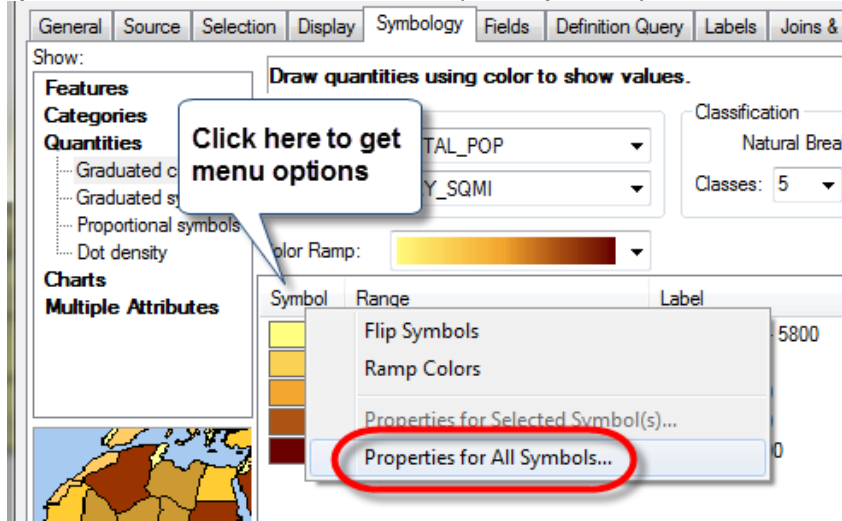 General Source Selection Display Symbology Fields Definition Query Labels Joins &
Show:
Features
Categories
Quantities
Graduated c
Graduated sy
Proportional symbols
Dot density
Charts
Multiple Attributes
Draw quantities using color to show values.
Click here to get
menu options
TAL_POP
Y_SQMI
Classification
Natural Brea
Classes: 5
olor Ramp:
Symbol Range Label
5800
0
Flip Symbols
Ramp Colors
Properties for Selected Symbol(s)...
Properties for All Symbols...